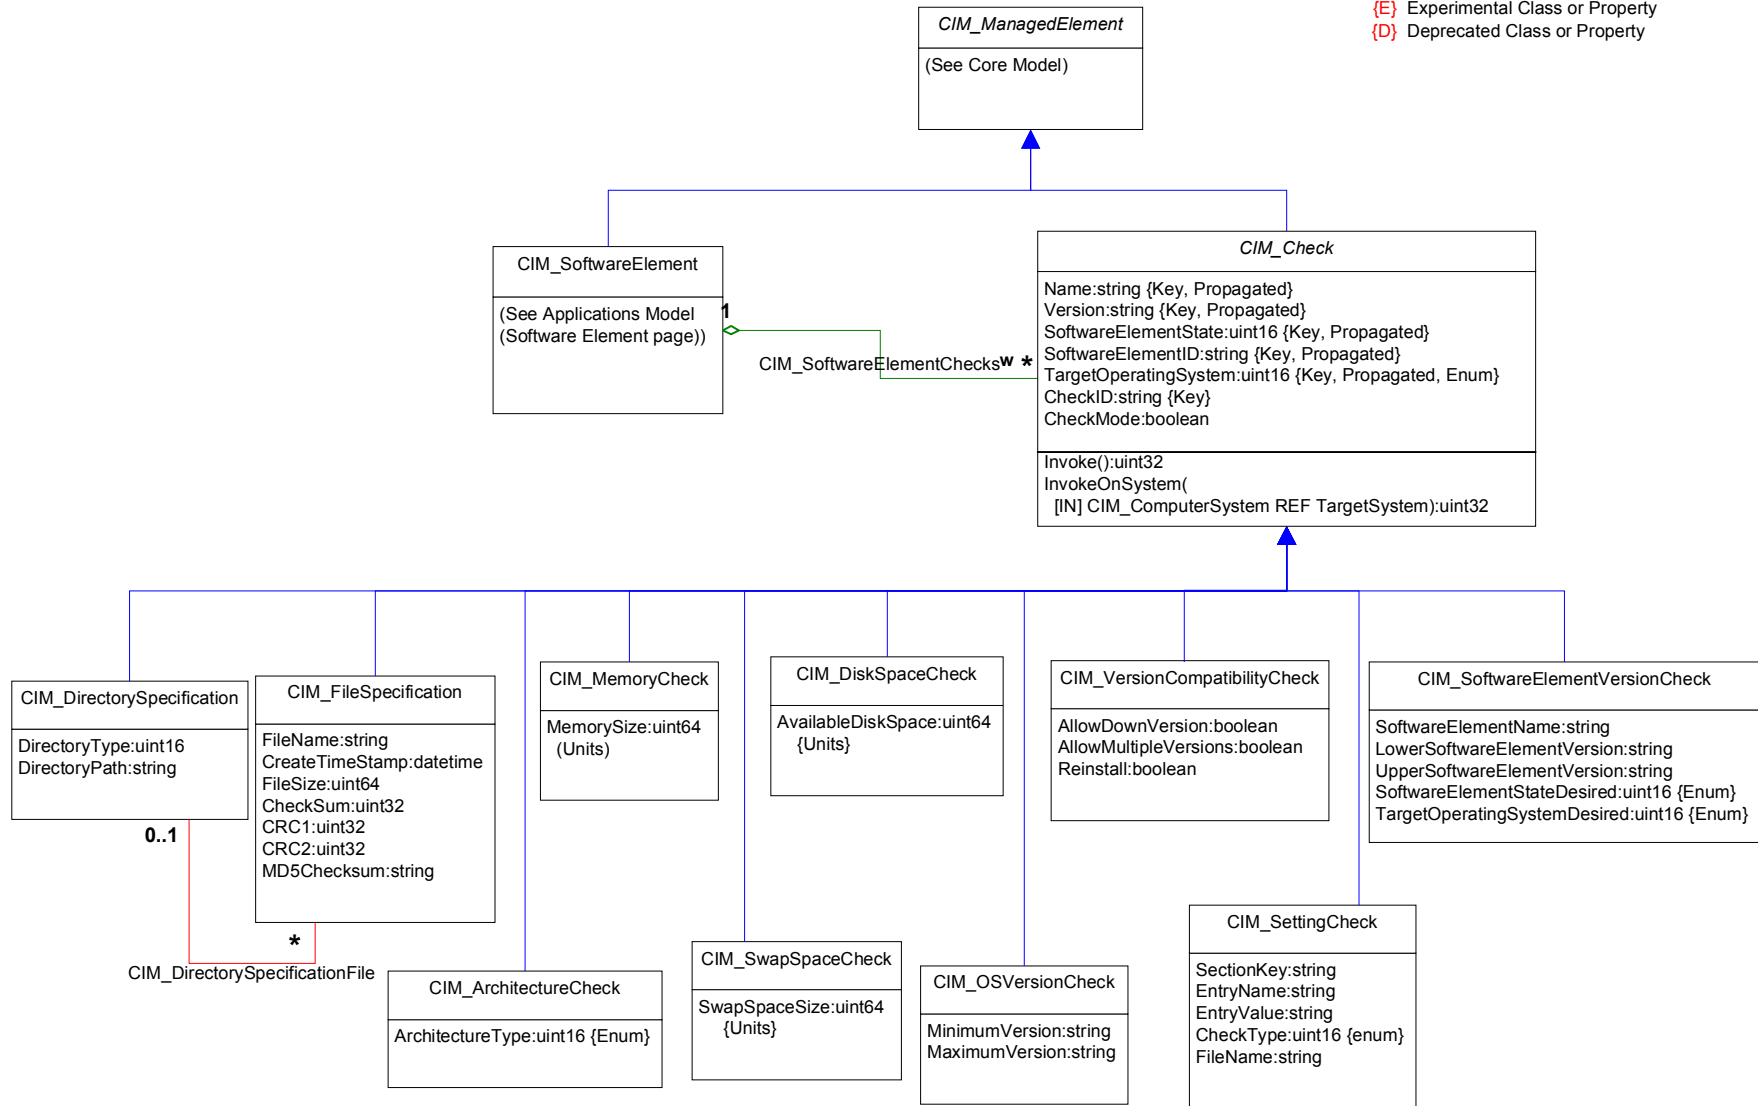 {E} Experimental Class or Property
{D} Deprecated Class or Property
CIM_ManagedElement
(See Core Model)
CIM_SoftwareElement
(See Applications Model
(Software Element page))
1
CIM_SoftwareElementChecks
w *
CIM_Check
Name:string {Key, Propagated}
Version:string {Key, Propagated}
SoftwareElementState:uint16 {Key, Propagated}
SoftwareElementID:string {Key, Propagated}
TargetOperatingSystem:uint16 {Key, Propagated, Enum}
CheckID:string {Key}
CheckMode:boolean
Invoke():uint32
InvokeOnSystem(
[IN] CIM_ComputerSystem REF TargetSystem):uint32
CIM_DirectorySpecification
DirectoryType:uint16
DirectoryPath:string
0..1
CIM_FileSpecification
FileName:string
CreateTimeStamp:datetime
FileSize:uint64
CheckSum:uint32
CRC1:uint32
CRC2:uint32
MD5Checksum:string
*
CIM_DirectorySpecificationFile
CIM_MemoryCheck
MemorySize:uint64
(Units)
CIM_DiskSpaceCheck
AvailableDiskSpace:uint64
{Units}
CIM_VersionCompatibilityCheck
AllowDownVersion:boolean
AllowMultipleVersions:boolean
Reinstall:boolean
CIM_SoftwareElementVersionCheck
SoftwareElementName:string
LowerSoftwareElementVersion:string
UpperSoftwareElementVersion:string
SoftwareElementStateDesired:uint16 {Enum}
TargetOperatingSystemDesired:uint16 {Enum}
CIM_ArchitectureCheck
ArchitectureType:uint16 {Enum}
CIM_SwapSpaceCheck
SwapSpaceSize:uint64
{Units}
CIM_OSVersionCheck
MinimumVersion:string
MaximumVersion:string
CIM_SettingCheck
SectionKey:string
EntryName:string
EntryValue:string
CheckType:uint16 {enum}
FileName:string